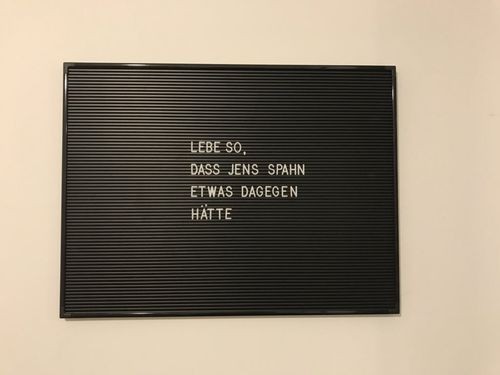 LEBE SO,
DASS JENS SPAHN
ETWAS DAGEGEN
HÄTTE